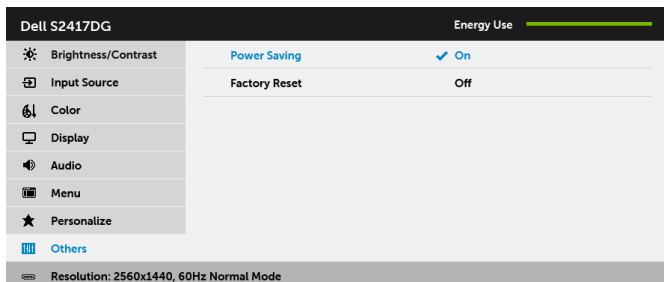 Dell S2417DG Energy Use
Brightness/Contrast Power Saving On
Input Source Factory Reset Off
Color
Display
Audio
Menu
Personalize
Others
Resolution: 2560x1440, 60Hz Normal Mode